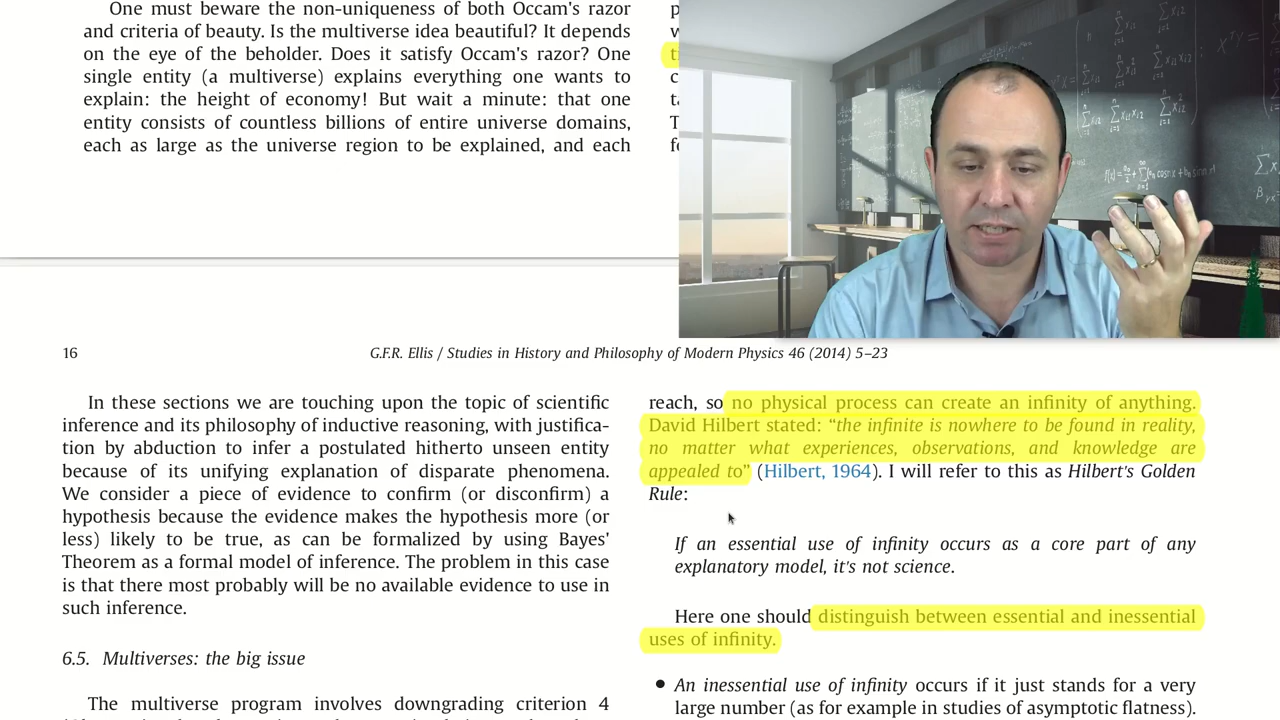 One must beware the non-uniqueness of both Occam's razor
and criteria of beauty. Is the multiverse idea beautiful? It depends
on the eye of the beholder. Does it satisfy Occam's razor? One
single entity (a multiverse) explains everything one wants to
explain: the height of economy! But wait a minute: that one
entity consists of countless billions of entire universe domains,
each as large as the universe region to be explained, and each
16
G.F.R. Ellis / Studies in History and Philosophy of Modern Physics 46 (2014) 5–23
In these sections we are touching upon the topic of scientific
inference and its philosophy of inductive reasoning, with justifica-
tion by abduction to infer a postulated hitherto unseen entity
because of its unifying explanation of disparate phenomena.
We consider a piece of evidence to confirm (or disconfirm) a
hypothesis because the evidence makes the hypothesis more (or
less) likely to be true, as can be formalized by using Bayes'
Theorem as a formal model of inference. The problem in this case
is that there most probably will be no available evidence to use in
such inference.
6.5. Multiverses: the big issue
The multiverse program involves downgrading criterion 4
reach, so no physical process can create an infinity of anything.
David Hilbert stated: “the infinite is nowhere to be found in reality,
no matter what experiences, observations, and knowledge are
appealed to” (Hilbert, 1964). I will refer to this as Hilbert's Golden
Rule:
If an essential use of infinity occurs as a core part of any
explanatory model, it's not science.
Here one should distinguish between essential and inessential
uses of infinity.
● An inessential use of infinity occurs if it just stands for a very
large number (as for example in studies of asymptotic flatness).